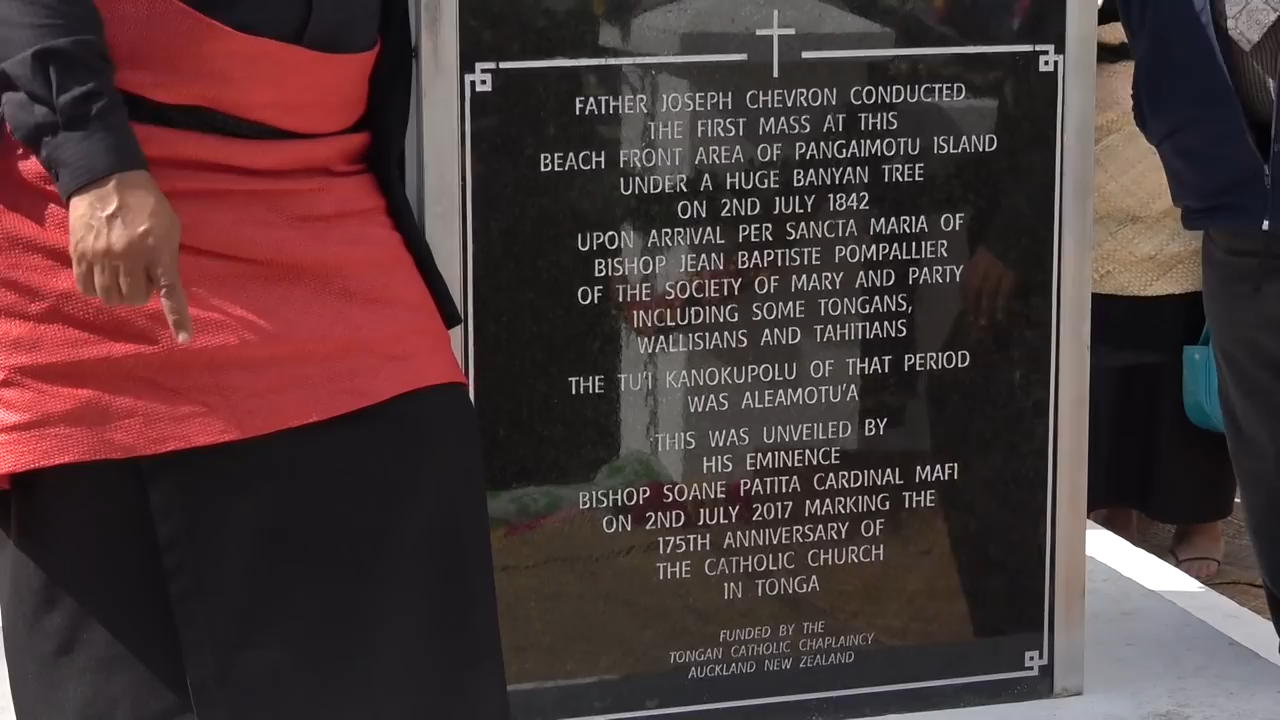 FATHER JOSEPH CHEVRON CONDUCTED
THE FIRST MASS AT THIS
BEACH FRONT AREA OF PANGAIMOTU ISLAND
UNDER A HUGE BANYAN TREE
ON 2ND JULY 1842
UPON ARRIVAL PER SANCTA MARIA OF
BISHOP JEAN BAPTISTE POMPALLIER
OF THE SOCIETY OF MARY AND PARTY
INCLUDING SOME TONGANS,
WALLISIANS AND TAHITIANS
THE TU'I KANOKUPOLU OF THAT PERIOD
WAS ALEAMOTU'A
THIS WAS UNVEILED BY
HIS EMINENCE
BISHOP SOANE PATITA CARDINAL MAFI
ON 2ND JULY 2017 MARKING THE
175TH ANNIVERSARY OF
THE CATHOLIC CHURCH
IN TONGA
FUNDED BY THE
TONGAN CATHOLIC CHAPLAINCY
AUCKLAND NEW ZEALAND